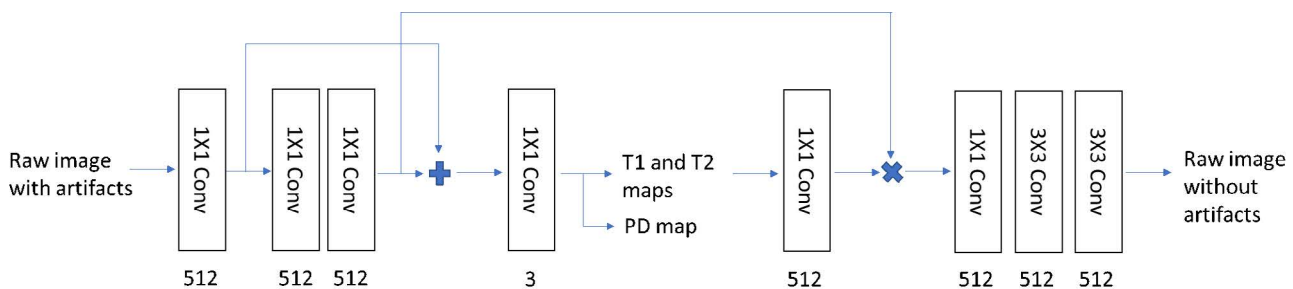 Raw image
with artifacts
1X1 Conv
512
1X1 Conv
512
1X1 Conv
512
1X1 Conv
3
T1 and T2
maps
PD map
1X1 Conv
512
1X1 Conv
512
3X3 Conv
512
3X3 Conv
512
Raw image
without
artifacts